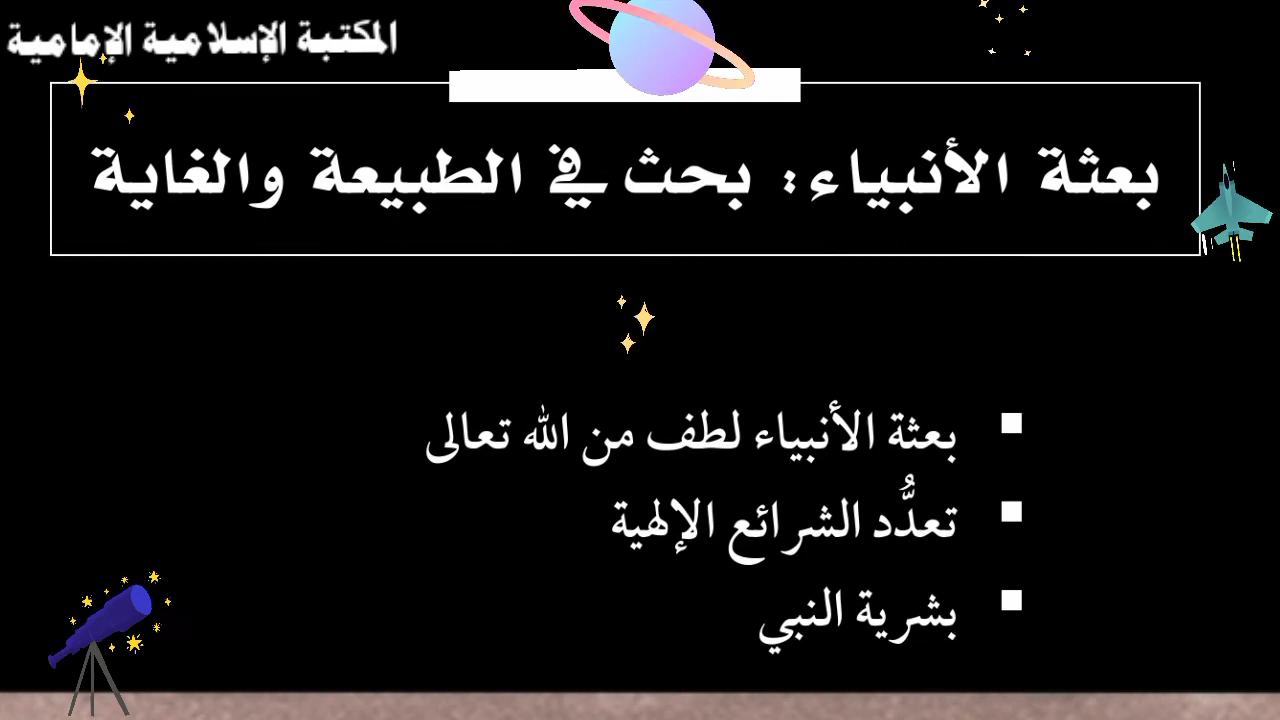 المكتبة الإسلامية الإمامية
بعثة الأنبياء: بحث في الطبيعة والغاية
بعثة الأنبياء لطف من الله تعالى
تعدُّد الشرائع الإلهية
بشرية النبي